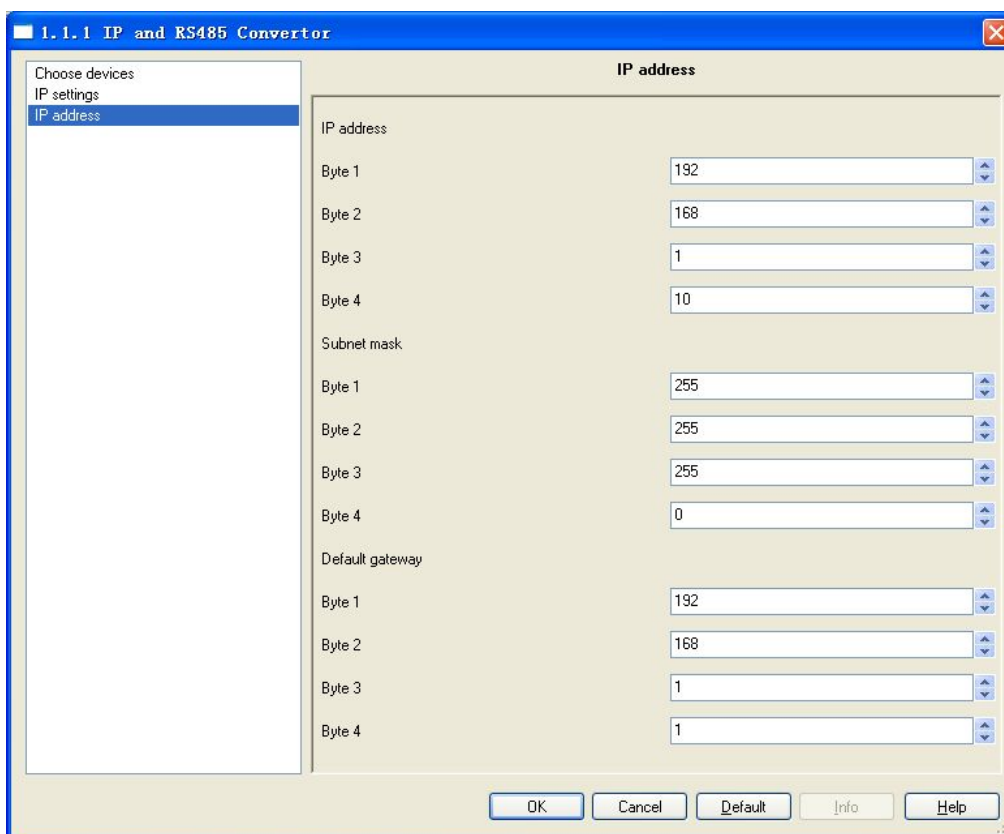 1.1.1 IP and RS485 Convertor
Choose devices
IP settings
IP address
IP address
IP address
Byte 1 192
Byte 2 168
Byte 3 1
Byte 4 10
Subnet mask
Byte 1 255
Byte 2 255
Byte 3 255
Byte 4 0
Default gateway
Byte 1 192
Byte 2 168
Byte 3 1
Byte 4 1
OK Cancel Default Info Help